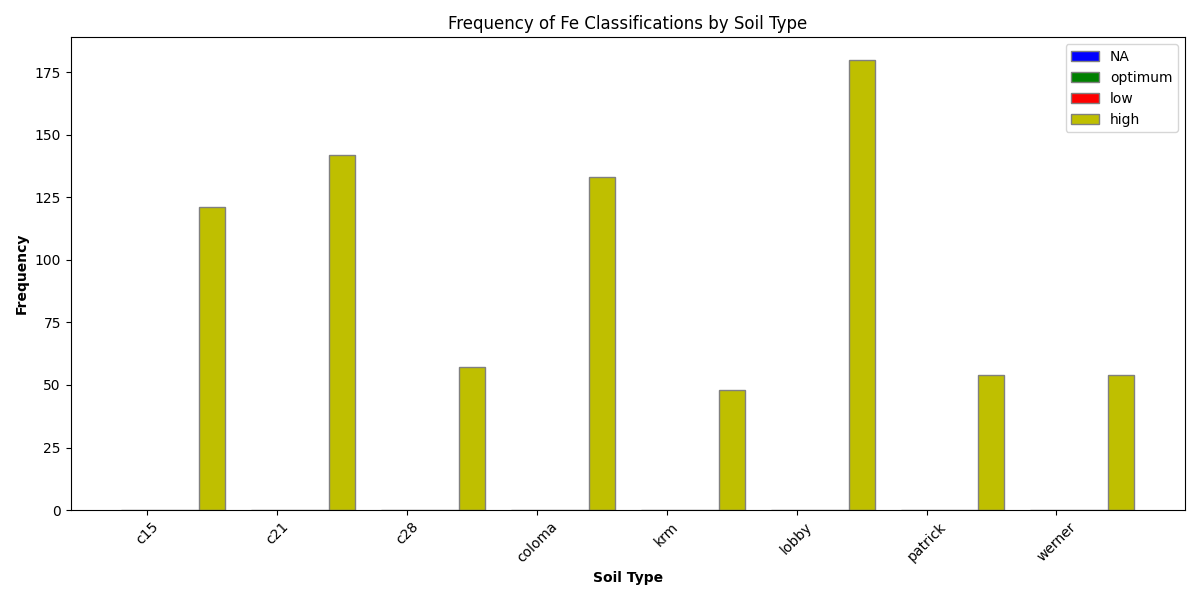 Frequency of Fe Classifications by Soil Type
NA
optimum
low
high
175
150
125
100
75
50
25
0
Frequency
c15
c21
c28
coloma
krm
lobby
patrick
werner
Soil Type